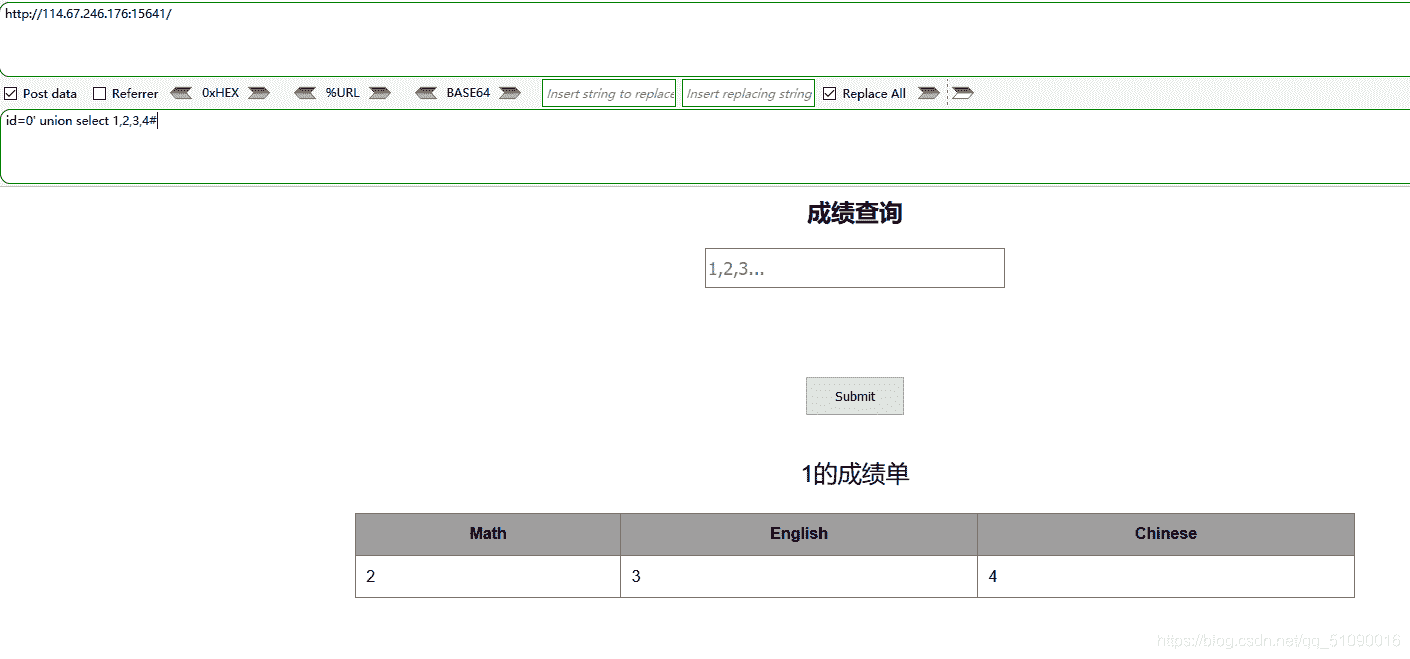 http://114.67.246.176:15641/
Post data Referrer 0xHEX %URL BASE64 Insert string to replace Insert replacing string Replace All
id=0' union select 1,2,3,4#
成绩查询
1,2,3...
Submit
1的成绩单
Math English Chinese
2 3 4
https://blog.csdn.net/qq_51090016